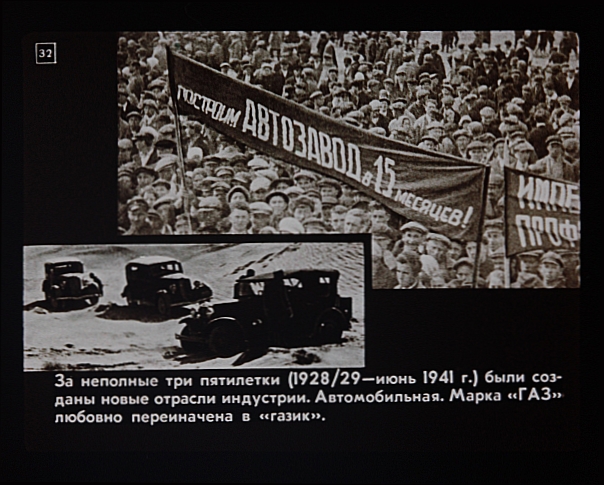 32
ПОСТРОИМ АВТОЗАВОД в 15 МЕСЯЦЕВ!
ИМПЕ
ПРОФ
За неполные три пятилетки (1928/29—июнь 1941 г.) были соз-
даны новые отрасли индустрии. Автомобильная. Марка «ГАЗ»
любовно переиначена в «газик».